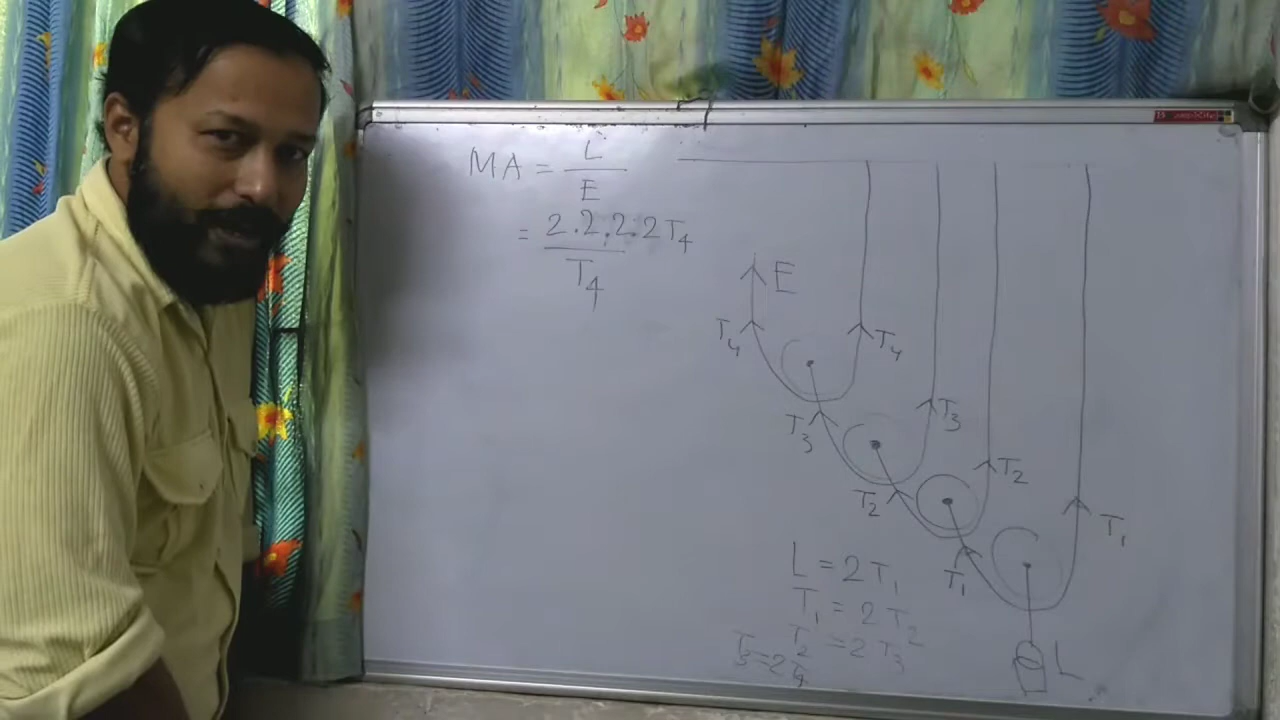 MA = L
E
= 2.2.2.2T4
T4
E
T4
T4
T3
T3
T2
T2
T1
T1
L = 2T1
T1 = 2T2
T2 = 2T3
T3 = 2T4
L